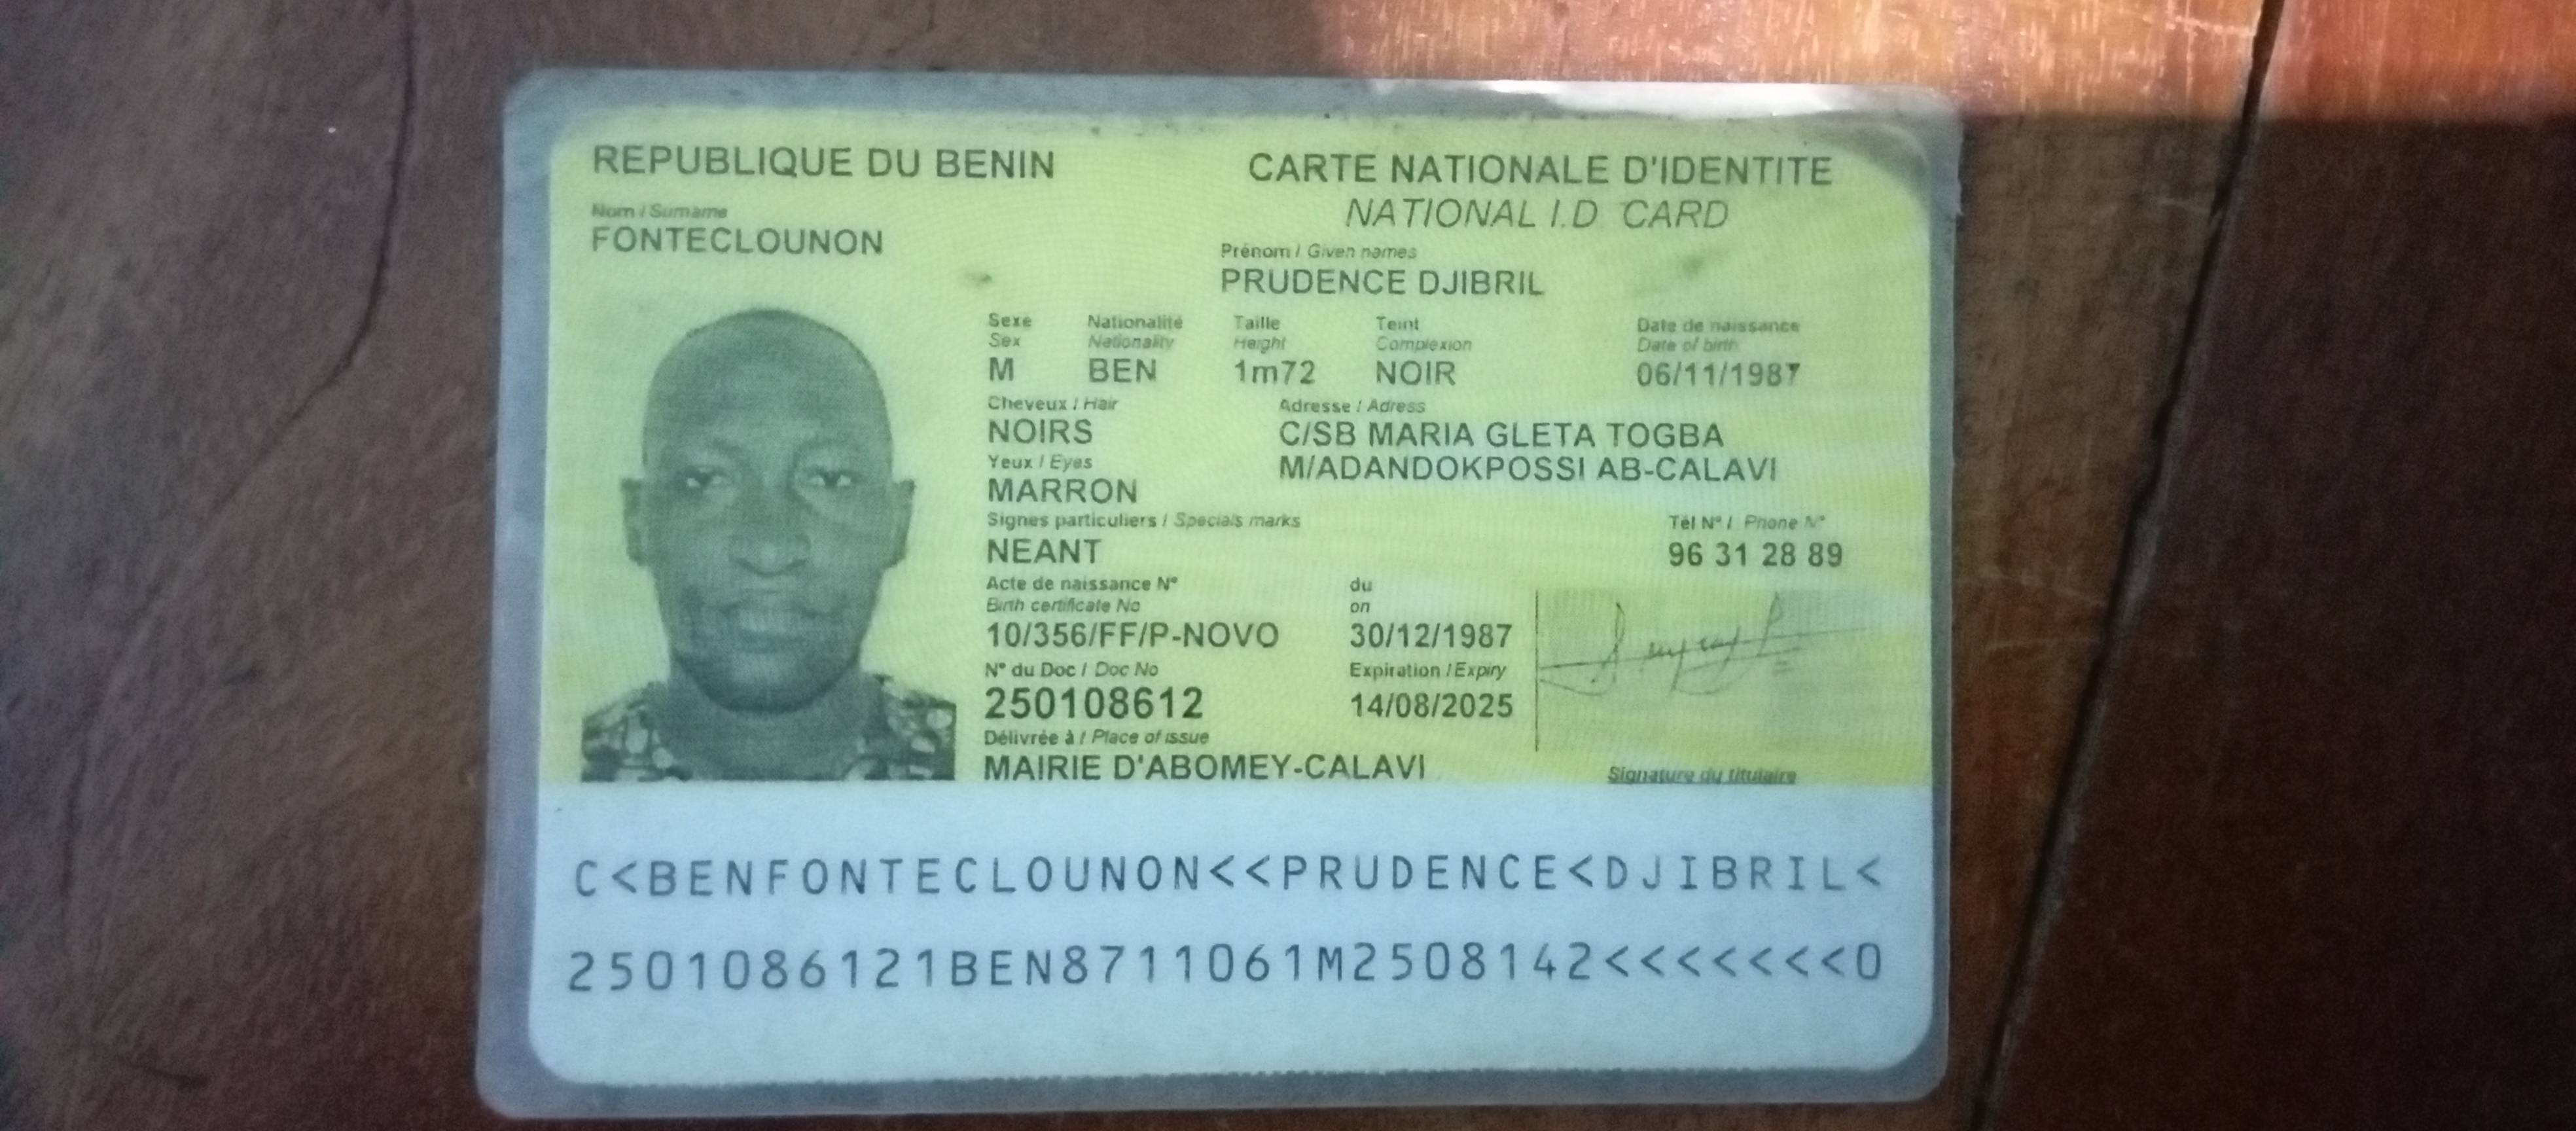 REPUBLIQUE DU BENIN
CARTE NATIONALE D'IDENTITE
NATIONAL I.D CARD
Nom / Surname
FONTECLOUNON
Prénom / Given names
PRUDENCE DJIBRIL
Sexe Nationalité Taille Teint Date de naissance
Sex Nationality Height Complexion Date of birth
M BEN 1m72 NOIR 06/11/1987
Cheveux / Hair Adresse / Adress
NOIRS C/SB MARIA GLETA TOGBA
Yeux / Eyes M/ADANDOKPOSSI AB-CALAVI
MARRON
Signes particuliers / Specials marks Tél N° / Phone N°
NEANT 96 31 28 89
Acte de naissance N° du
Birth certificate No on
10/356/FF/P-NOVO 30/12/1987
N° du Doc / Doc No Expiration / Expiry
250108612 14/08/2025
Délivrée à / Place of issue
MAIRIE D'ABOMEY-CALAVI Signature du titulaire
C<BENFONTECLOUNON<<PRUDENCE<DJIBRIL<
2501086121BEN8711061M2508142<<<<<<<0